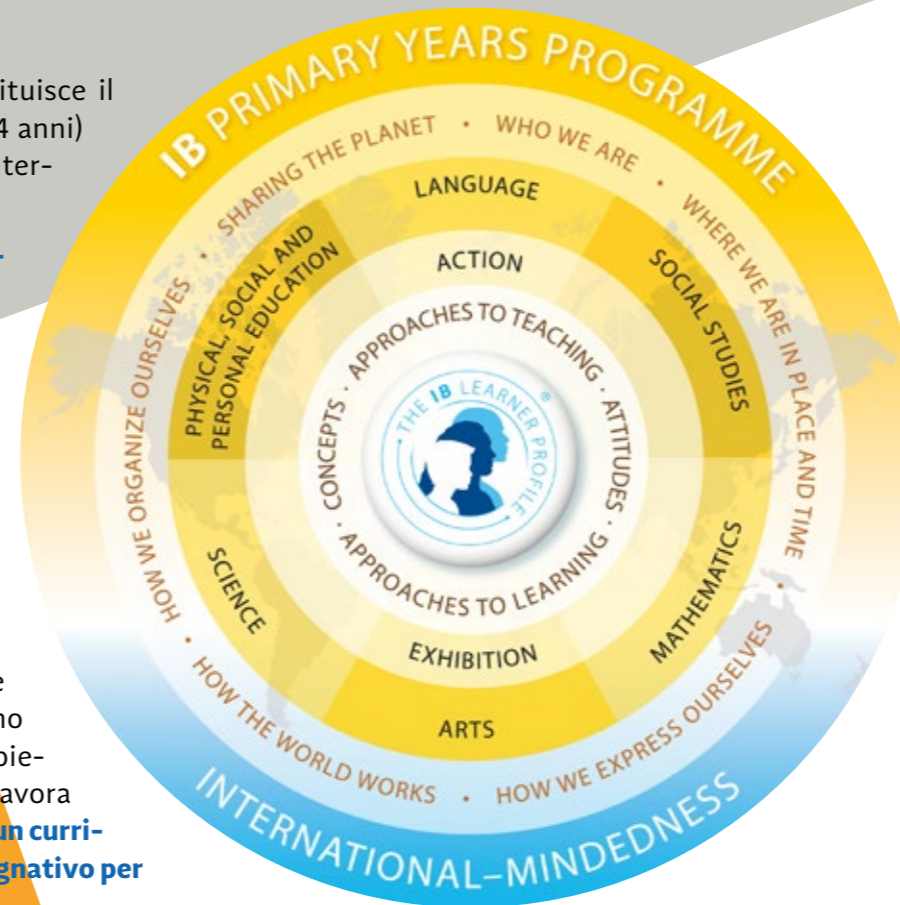 ituisce il
4 anni)
nter-
IB PRIMARY YEARS PROGRAMME
SHARING THE PLANET • WHO WE ARE • WHERE WE ARE IN PLACE AND TIME • HOW WE EXPRESS OURSELVES • HOW THE WORLD WORKS • HOW WE ORGANIZE OURSELVES •
LANGUAGE
SOCIAL STUDIES
MATHEMATICS
ARTS
SCIENCE
PHYSICAL, SOCIAL AND
PERSONAL EDUCATION
ACTION
EXHIBITION
APPROACHES TO TEACHING · ATTITUDES · APPROACHES TO LEARNING · CONCEPTS ·
• THE IB LEARNER PROFILE • ®
INTERNATIONAL–MINDEDNESS
e
no
pie-
avora
un curri-
gnativo per